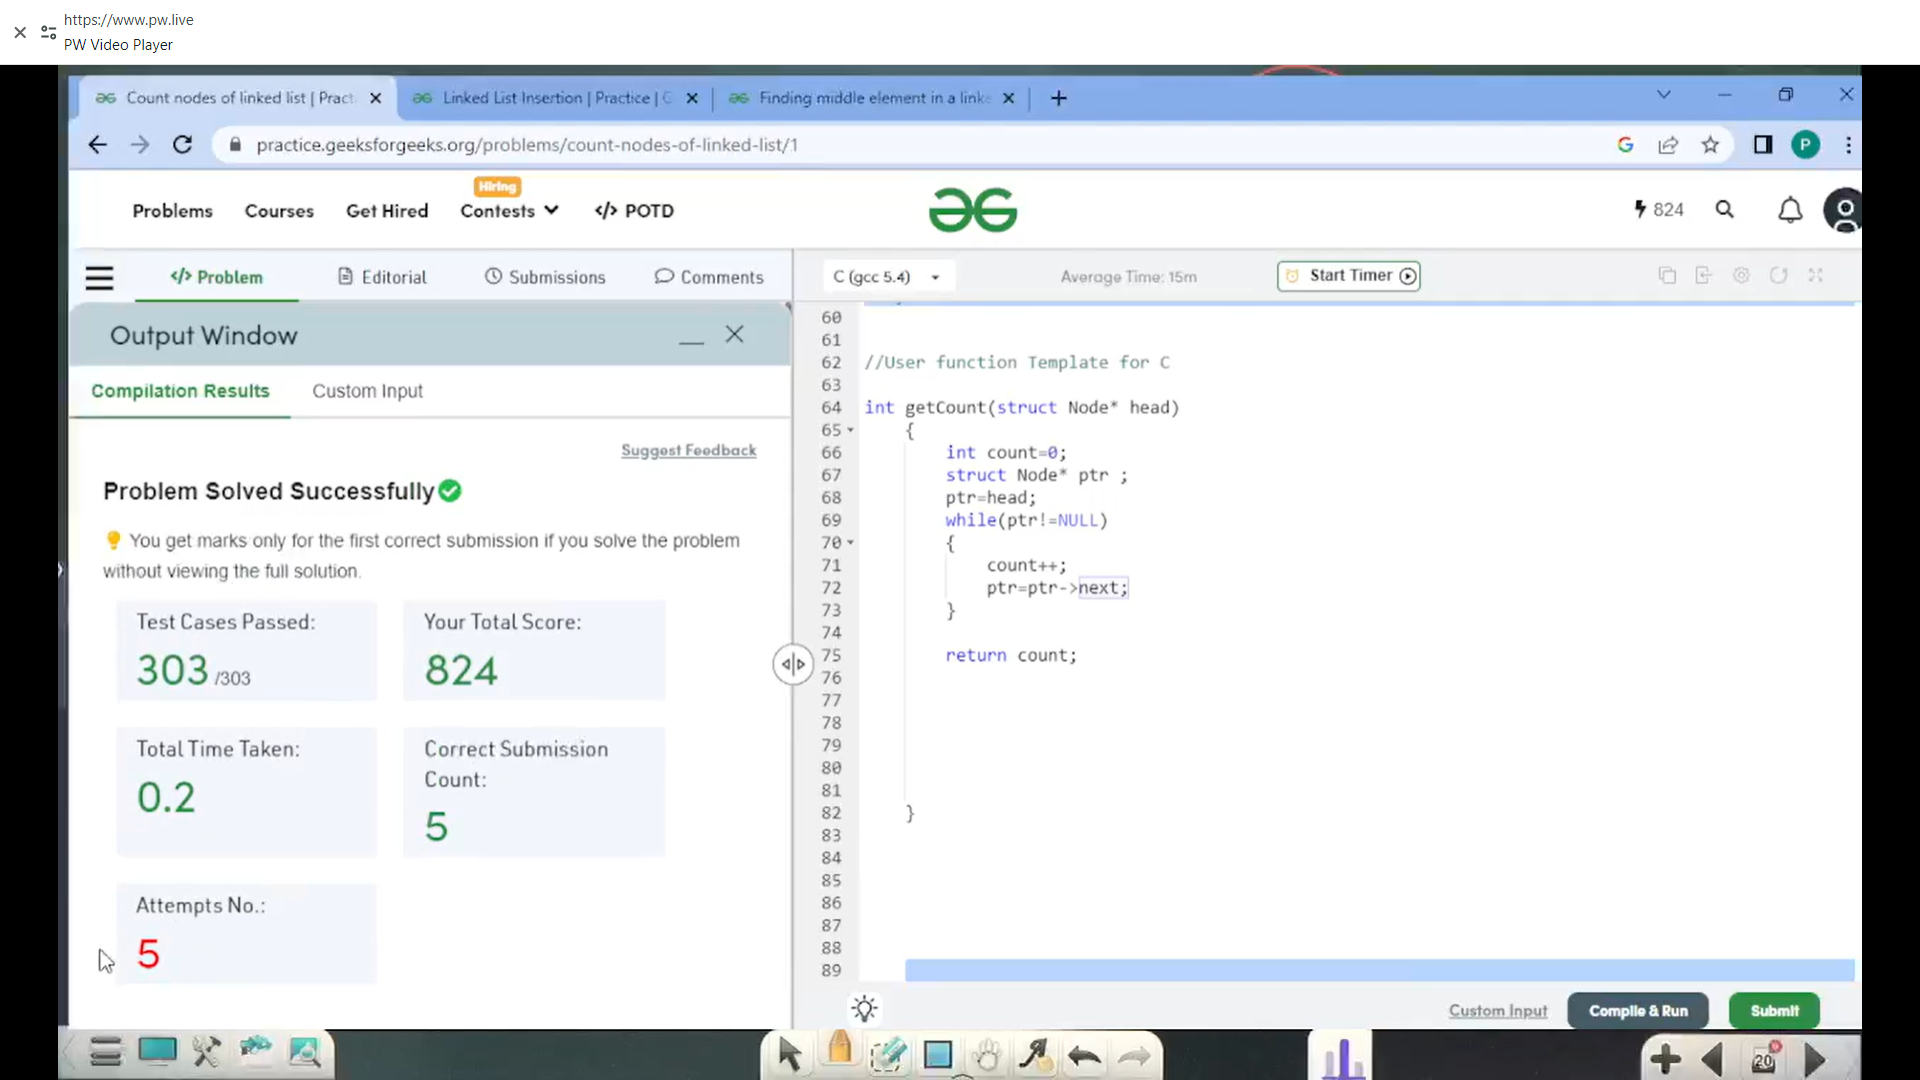 https://www.pw.live
PW Video Player
Count nodes of linked list | Pract
Linked List Insertion | Practice | G
Finding middle element in a linke
practice.geeksforgeeks.org/problems/count-nodes-of-linked-list/1
G
P
Problems
Courses
Get Hired
Hiring
Contests
</> POTD
824
</> Problem
Editorial
Submissions
Comments
C (gcc 5.4)
Average Time: 15m
Start Timer
Output Window
Compilation Results
Custom Input
Suggest Feedback
Problem Solved Successfully
You get marks only for the first correct submission if you solve the problem
without viewing the full solution.
Test Cases Passed:
303 /303
Your Total Score:
824
Total Time Taken:
0.2
Correct Submission
Count:
5
Attempts No.:
5
60
61
62 //User function Template for C
63
64 int getCount(struct Node* head)
65 {
66 int count=0;
67 struct Node* ptr ;
68 ptr=head;
69 while(ptr!=NULL)
70 {
71 count++;
72 ptr=ptr->next;
73 }
74
75 return count;
76
77
78
79
80
81
82 }
83
84
85
86
87
88
89
Custom Input
Compile & Run
Submit
20